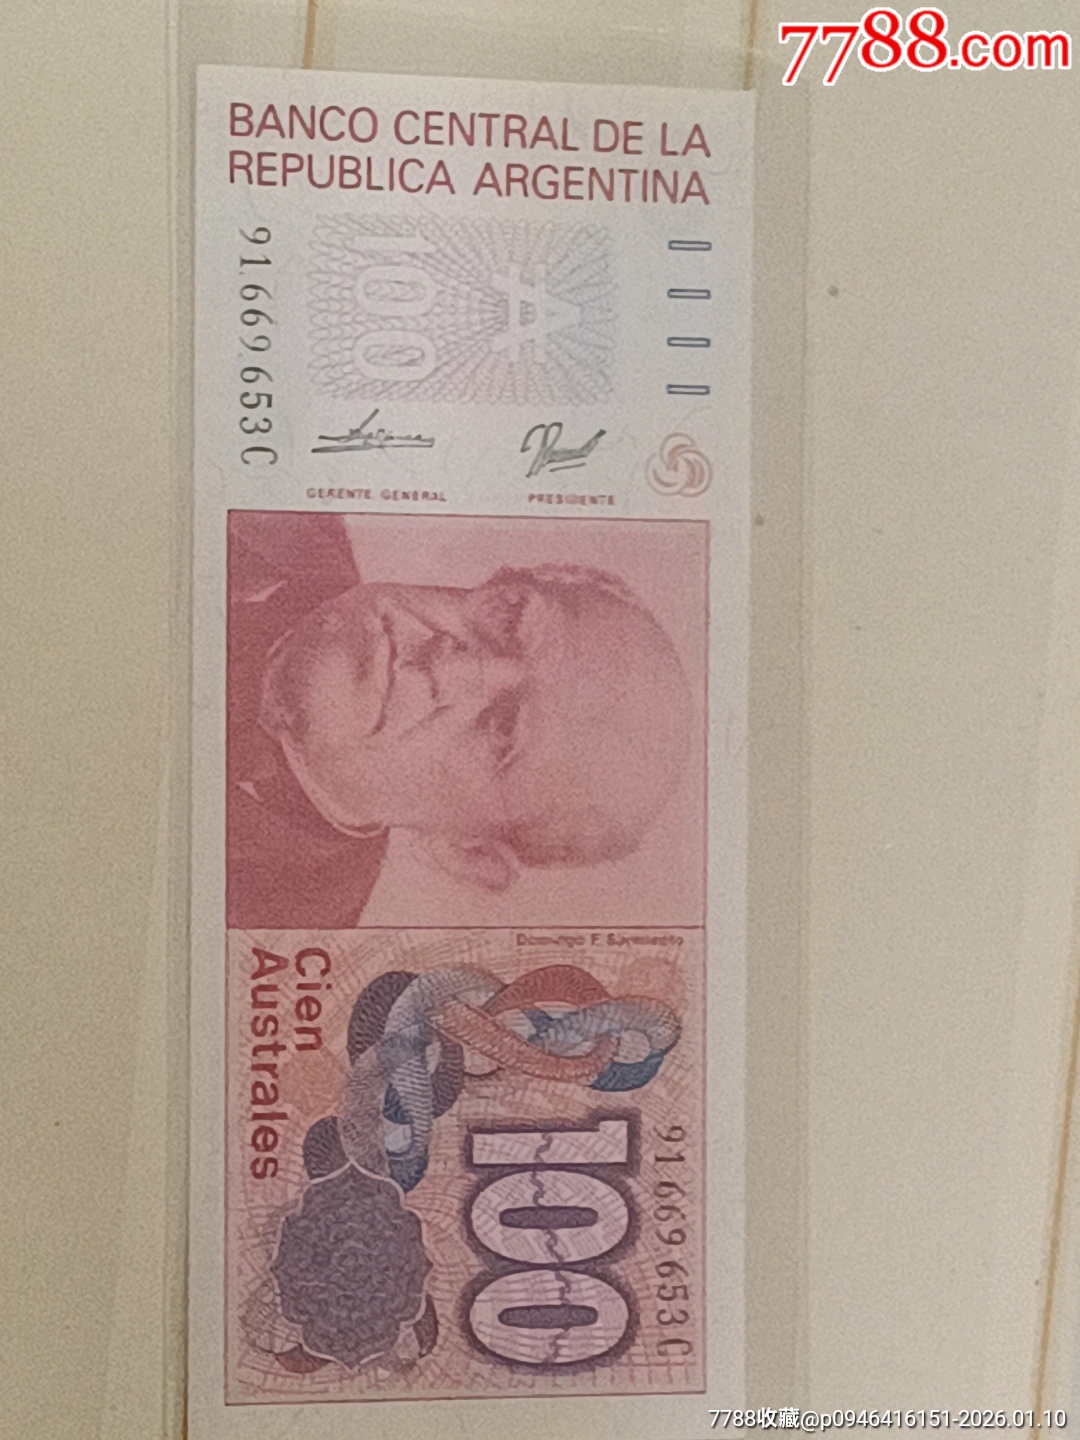 7788.com
BANCO CENTRAL DE LA
REPUBLICA ARGENTINA
91.669.653C
100
GERENTE GENERAL
PRESIDENTE
Domingo F. Sarmiento
Cien
Australes
100
91.669.653C
7788收藏@p0946416151-2026.01.10